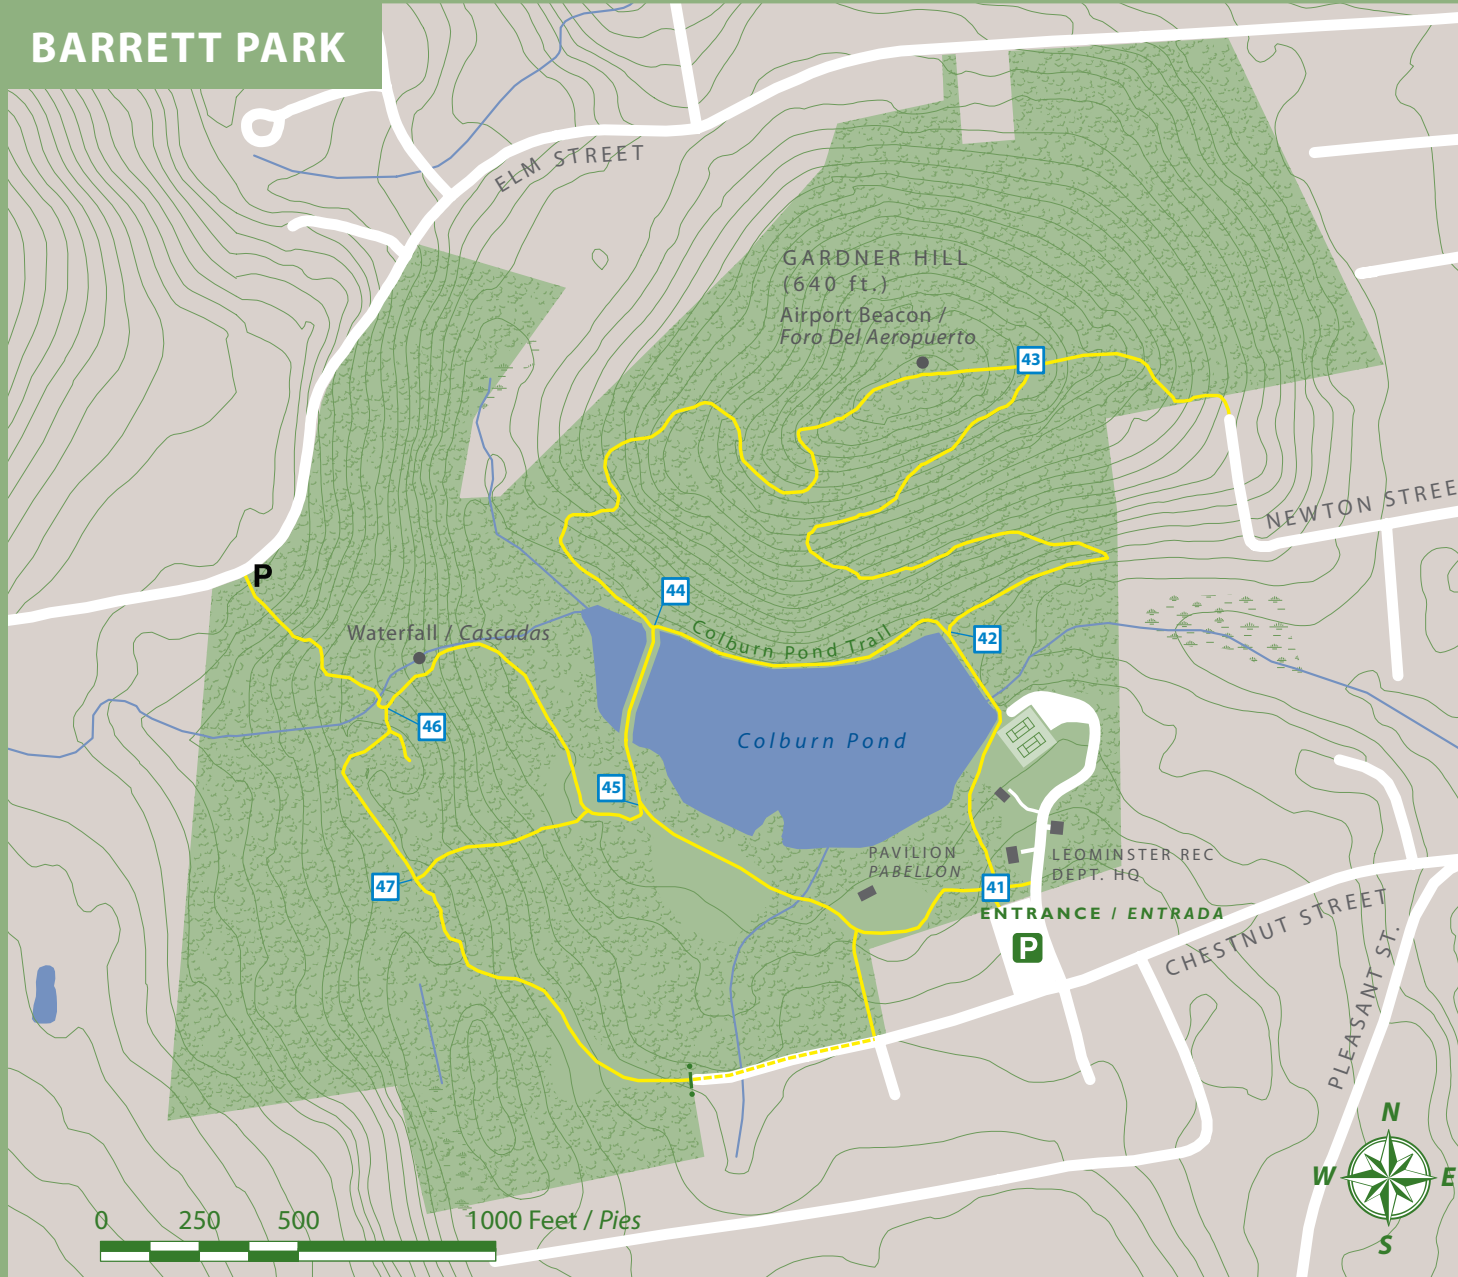 BARRETT PARK
ELM STREET
GARDNER HILL
(640 ft.)
Airport Beacon /
Foro Del Aeropuerto
43
NEWTON STREE
P
44
Waterfall / Cascadas
Colburn Pond Trail
42
46
Colburn Pond
45
PAVILION
PABELLÓN
LEOMINSTER REC
DEPT. HQ
47
41
ENTRANCE / ENTRADA
P
CHESTNUT STREET
PLEASANT ST.
N
W
E
S
0 250 500 1000 Feet / Pies